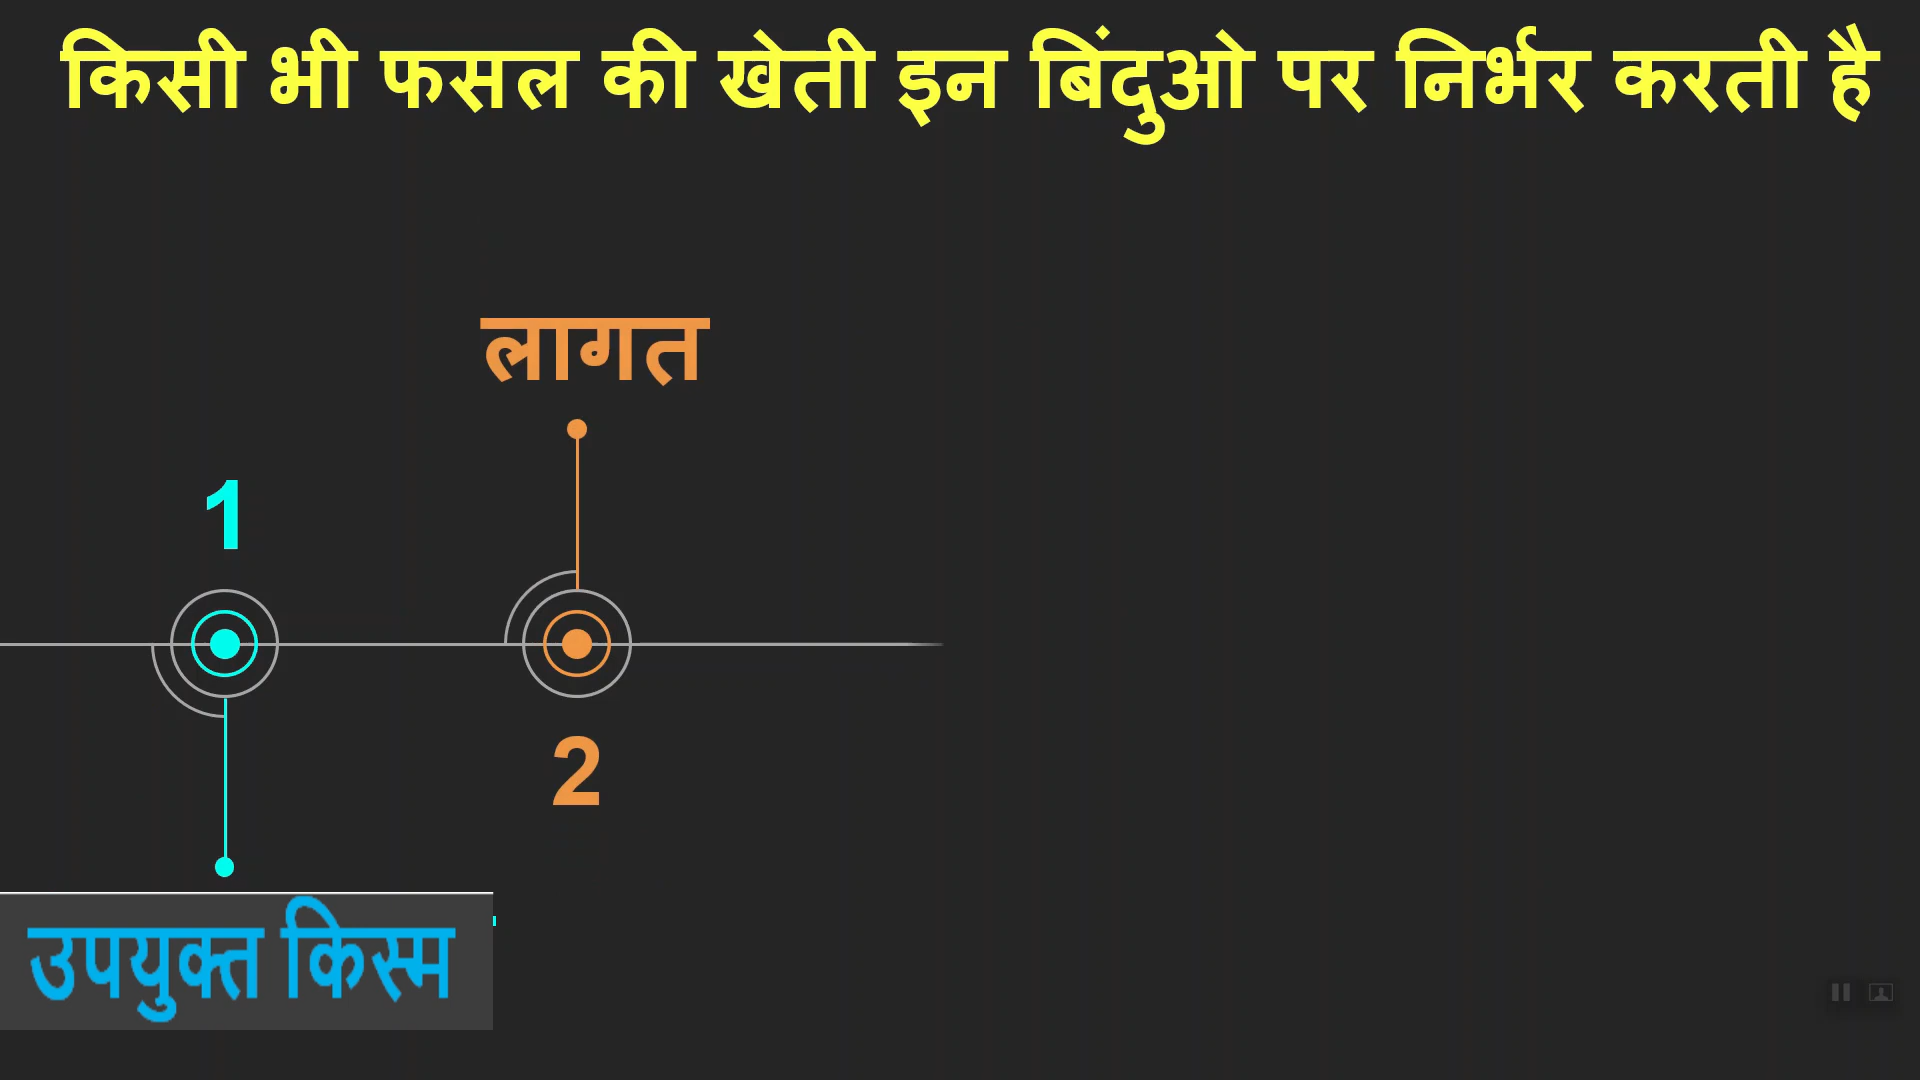 किसी भी फसल की खेती इन बिंदुओ पर निर्भर करती है
लागत
1
2
उपयुक्त किस्म